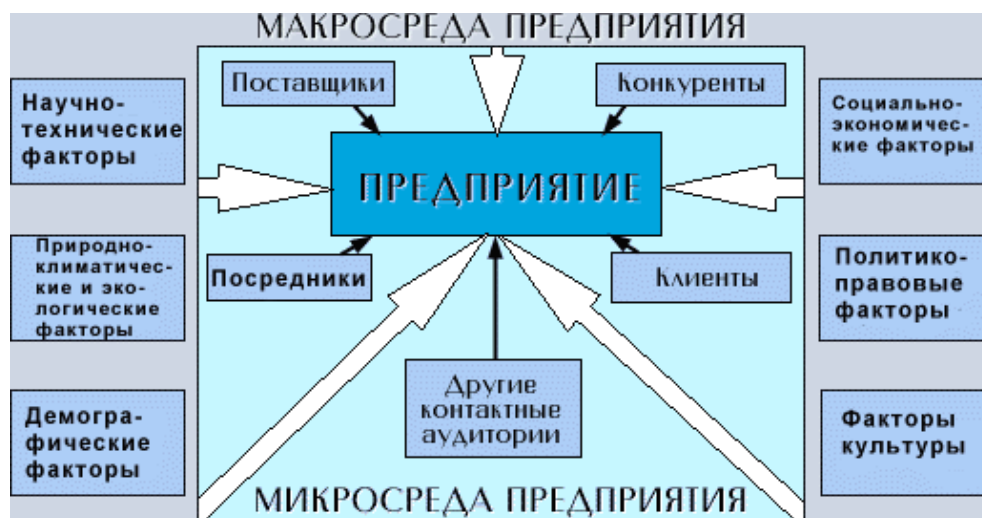 МАКРОСРЕДА ПРЕДПРИЯТИЯ
Поставщики
Конкуренты
Научно-
технические
факторы
Социально-
экономичес-
кие факторы
ПРЕДПРИЯТИЕ
Природно-
климатичес-
кие и эко-
логические
факторы
Посредники
Клиенты
Политико-
правовые
факторы
Демогра-
фические
факторы
Другие
контактные
аудитории
Факторы
культуры
МИКРОСРЕДА ПРЕДПРИЯТИЯ